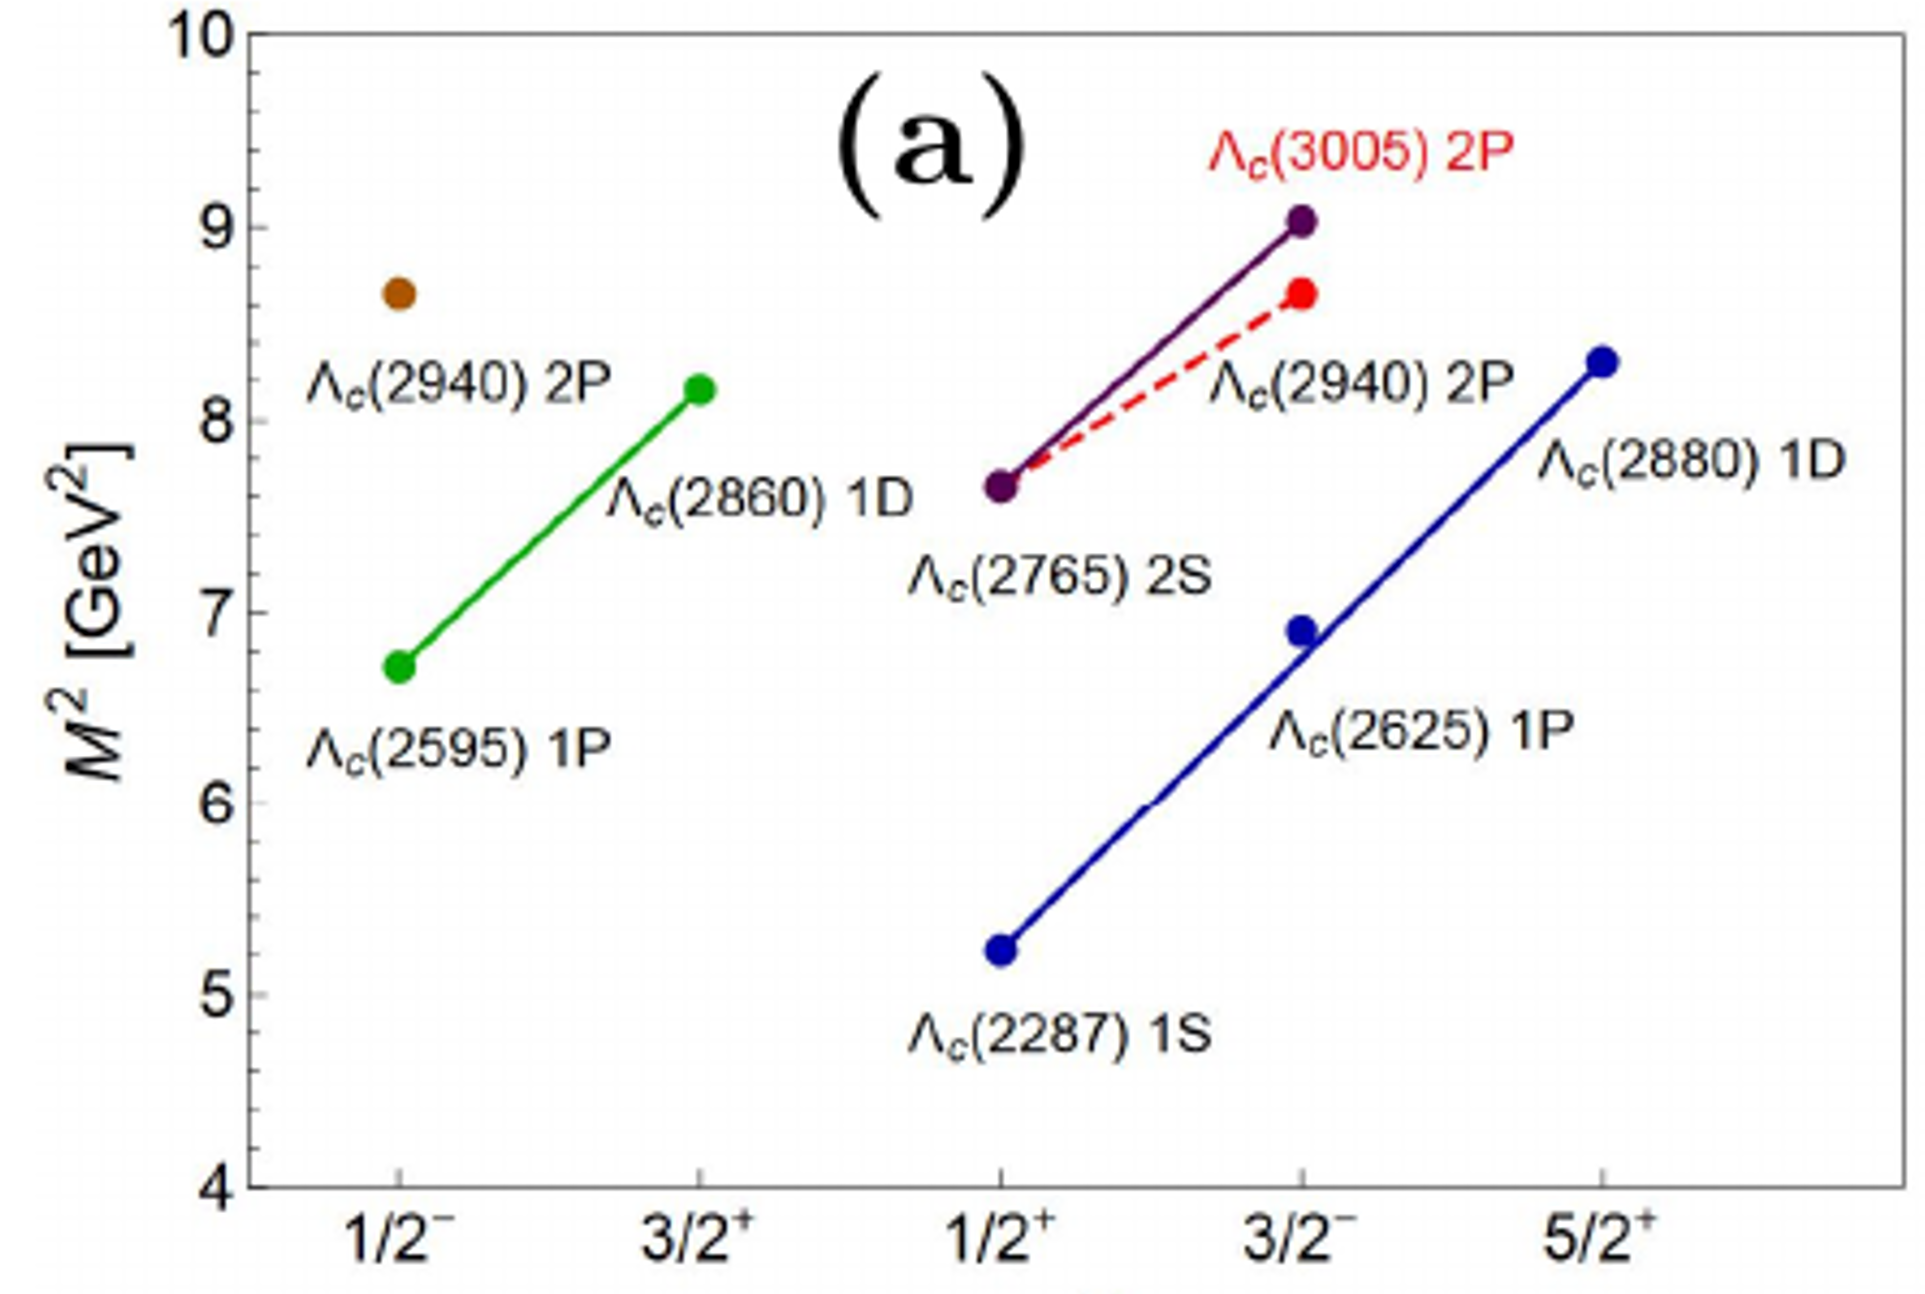 10
(a)
Λc(3005) 2P
9
Λc(2940) 2P
Λc(2940) 2P
8
Λc(2880) 1D
Λc(2860) 1D
M² [GeV²]
Λc(2765) 2S
7
Λc(2625) 1P
Λc(2595) 1P
6
5
Λc(2287) 1S
4
1/2⁻ 3/2⁺ 1/2⁺ 3/2⁻ 5/2⁺